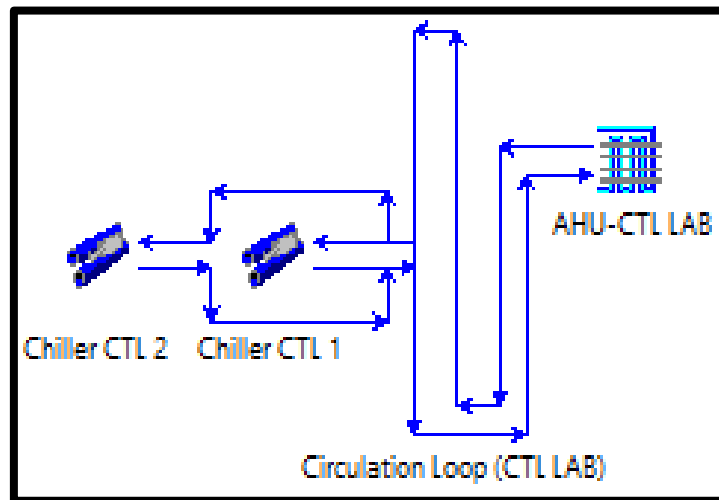 AHU-CTL LAB
Chiller CTL 2
Chiller CTL 1
Circulation Loop (CTL LAB)